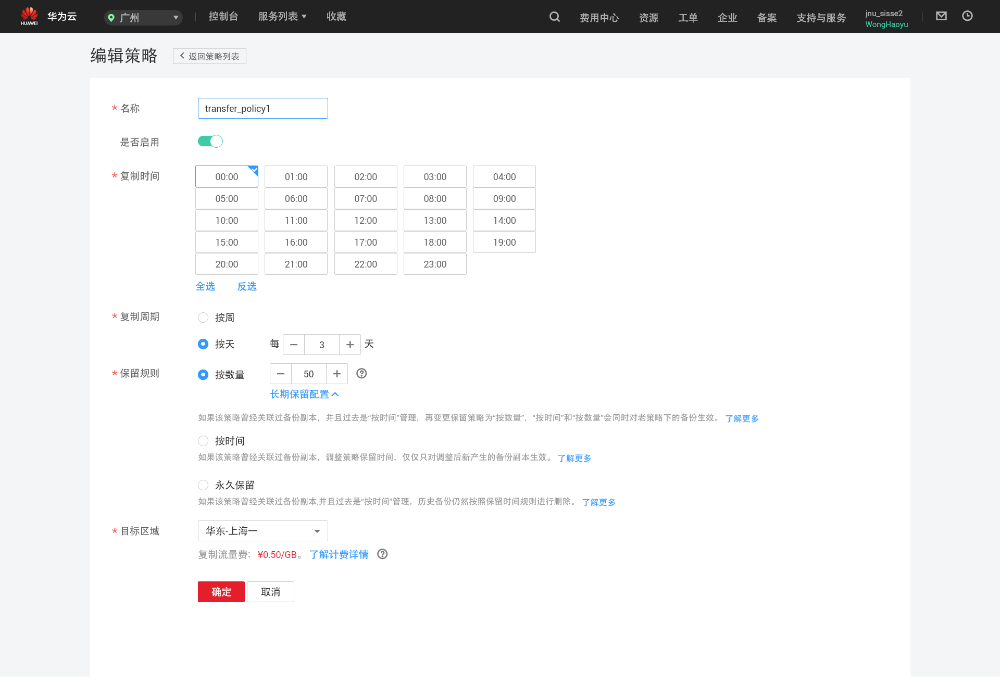 HUAWEI 华为云 广州 控制台 服务列表 收藏 费用中心 资源 工单 企业 备案 支持与服务 jnu_sisse2
WongHaoyu
编辑策略 返回策略列表
* 名称 transfer_policy1
是否启用
* 复制时间 00:00 01:00 02:00 03:00 04:00
05:00 06:00 07:00 08:00 09:00
10:00 11:00 12:00 13:00 14:00
15:00 16:00 17:00 18:00 19:00
20:00 21:00 22:00 23:00
全选 反选
* 复制周期 按周
按天 每 3 天
* 保留规则 按数量 50
长期保留配置
如果该策略曾经关联过备份副本，并且过去是“按时间”管理，再变更保留策略为“按数量”，“按时间”和“按数量”会同时对老策略下的备份生效。 了解更多
按时间
如果该策略曾经关联过备份副本，调整策略保留时间，仅仅只对调整后新产生的备份副本生效。 了解更多
永久保留
如果该策略曾经关联过备份副本,并且过去是“按时间”管理，历史备份仍然按照保留时间规则进行删除。 了解更多
* 目标区域 华东-上海一
复制流量费： ¥0.50/GB。 了解计费详情
确定 取消